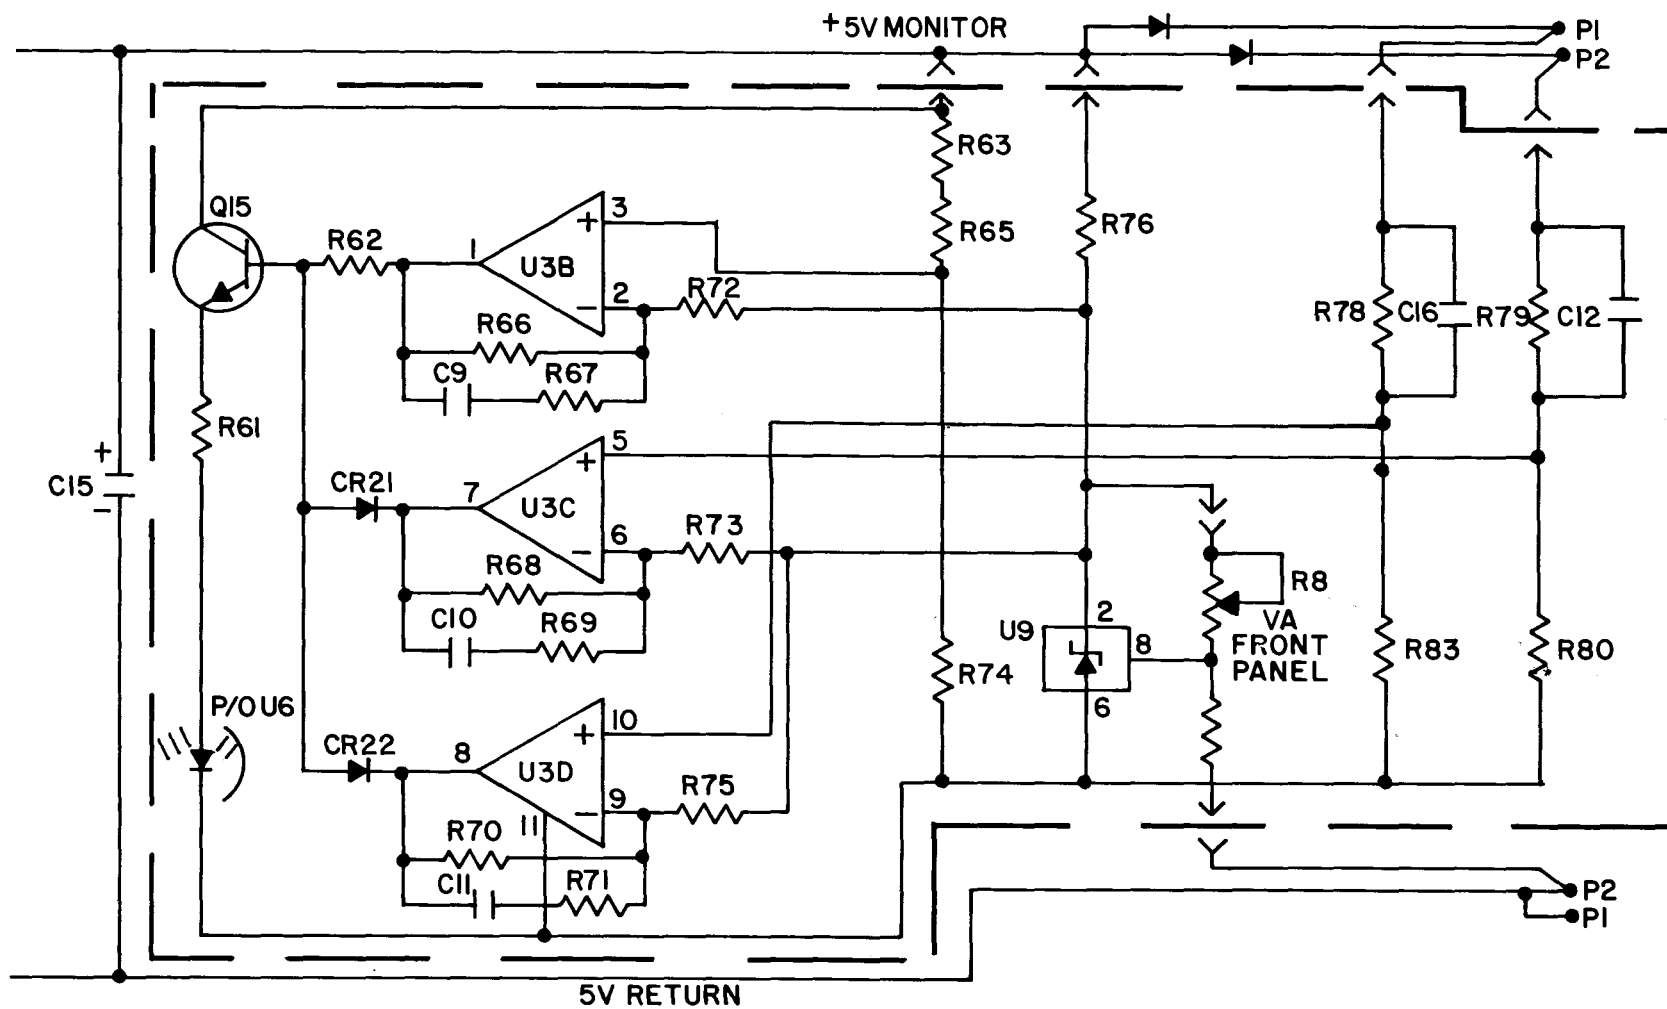 +5V MONITOR
P1
P2
R63
Q15
R62
1
U3B
+
3
2
−
R65
R76
R72
R66
C9
R67
R78
C16
R79
C12
R61
+
C15
−
CR21
7
U3C
+
5
6
−
R73
R68
C10
R69
R8
VA
FRONT
PANEL
U9
2
8
6
R74
R83
R80
P/O U6
CR22
8
U3D
+
10
9
−
11
R75
R70
C11
R71
P2
P1
5V RETURN